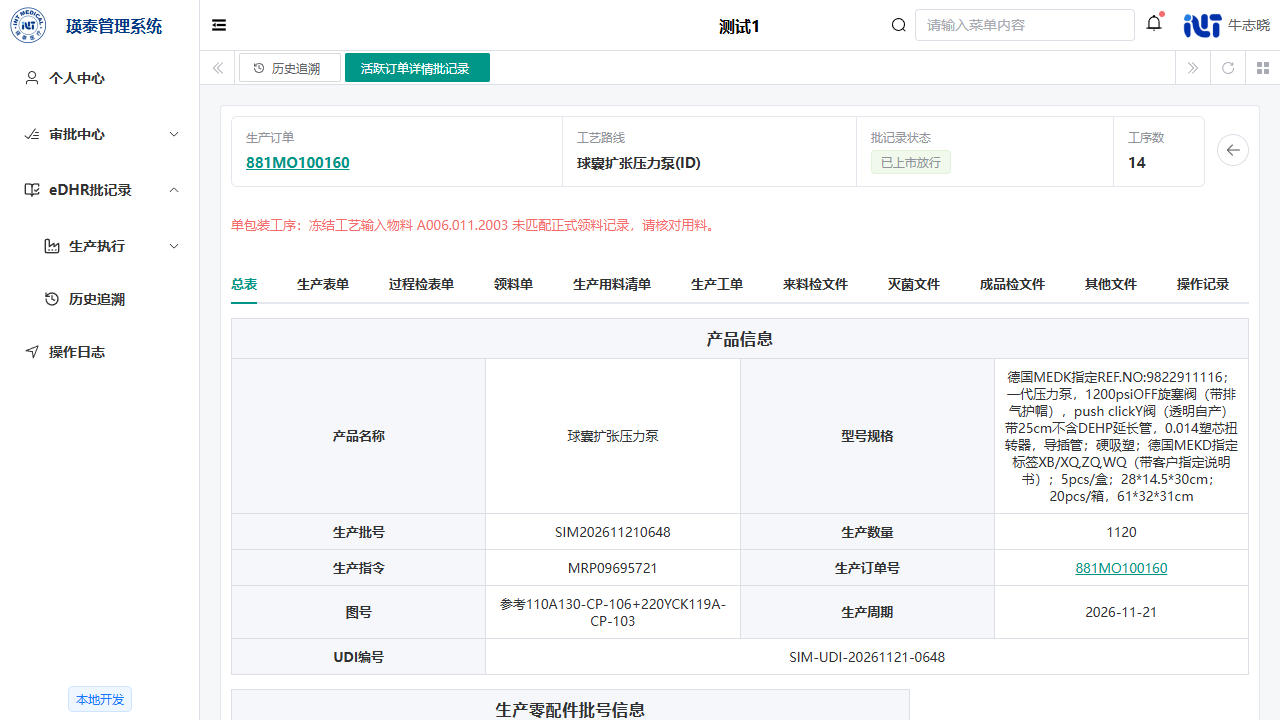 瑛泰管理系统
测试1
请输入菜单内容
牛志晓
个人中心
审批中心
eDHR批记录
生产执行
历史追溯
操作日志
本地开发
历史追溯
活跃订单详情批记录
生产订单
881MO100160
工艺路线
球囊扩张压力泵(ID)
批记录状态
已上市放行
工序数
14
单包装工序：冻结工艺输入物料 A006.011.2003 未匹配正式领料记录，请核对用料。
总表
生产表单
过程检表单
领料单
生产用料清单
生产工单
来料检文件
灭菌文件
成品检文件
其他文件
操作记录
产品信息
产品名称
球囊扩张压力泵
型号规格
德国MEDK指定REF.NO:9822911116；
一代压力泵，1200psiOFF旋塞阀（带排
气护帽），push clickY阀（透明自产）
带25cm不含DEHP延长管，0.014塑芯扭
转器，导插管；硬吸塑；德国MEKD指定
标签XB/XQ,ZQ,WQ（带客户指定说明
书）；5pcs/盒；28*14.5*30cm；
20pcs/箱，61*32*31cm
生产批号
SIM202611210648
生产数量
1120
生产指令
MRP09695721
生产订单号
881MO100160
图号
参考110A130-CP-106+220YCK119A-
CP-103
生产周期
2026-11-21
UDI编号
SIM-UDI-20261121-0648
生产零配件批号信息